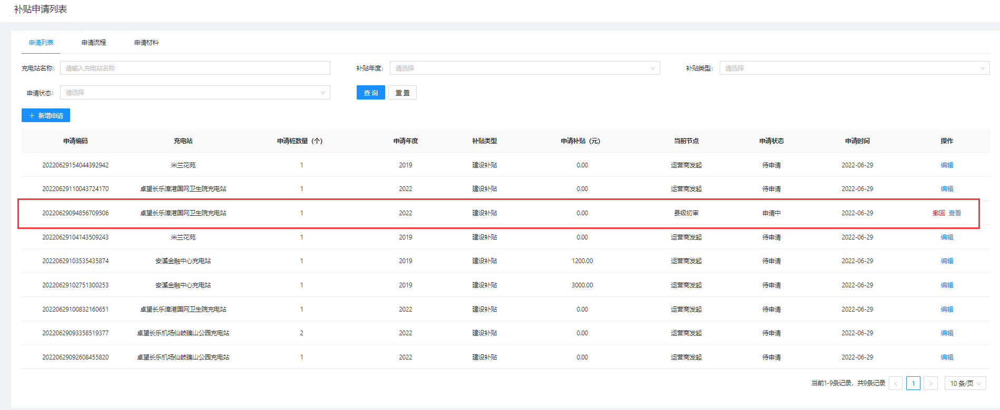 补贴申请列表
申请列表 申请流程 申请材料
充电站名称: 请输入充电站名称 补贴年度: 请选择 补贴类型: 请选择
申请状态: 请选择 查询 重置
+ 新增申请
申请编码 充电站 申请桩数量（个） 申请年度 补贴类型 申请补贴（元） 当前节点 申请状态 申请时间 操作
20220629154044392942 米兰花苑 1 2019 建设补贴 0.00 运营商发起 待申请 2022-06-29 编辑
20220629110043724170 卓望长乐漳港国网卫生院充电站 1 2022 建设补贴 0.00 运营商发起 待申请 2022-06-29 编辑
20220629094856709506 卓望长乐漳港国网卫生院充电站 1 2022 建设补贴 0.00 县级初审 申请中 2022-06-29 撤回 查看
20220629104143509243 米兰花苑 1 2019 建设补贴 0.00 运营商发起 待申请 2022-06-29 编辑
20220629103535435874 安溪金融中心充电站 1 2019 建设补贴 1200.00 运营商发起 待申请 2022-06-29 编辑
20220629102751300253 安溪金融中心充电站 1 2019 建设补贴 3000.00 运营商发起 待申请 2022-06-29 编辑
20220629100832160651 卓望长乐漳港国网卫生院充电站 1 2022 建设补贴 0.00 运营商发起 待申请 2022-06-29 编辑
20220629093358519377 卓望长乐机场仙岐礁山公园充电站 2 2022 建设补贴 0.00 运营商发起 待申请 2022-06-29 编辑
20220629092608455820 卓望长乐机场仙岐礁山公园充电站 1 2022 建设补贴 0.00 运营商发起 待申请 2022-06-29 编辑
当前1-9条记录，共9条记录 < 1 > 10 条/页